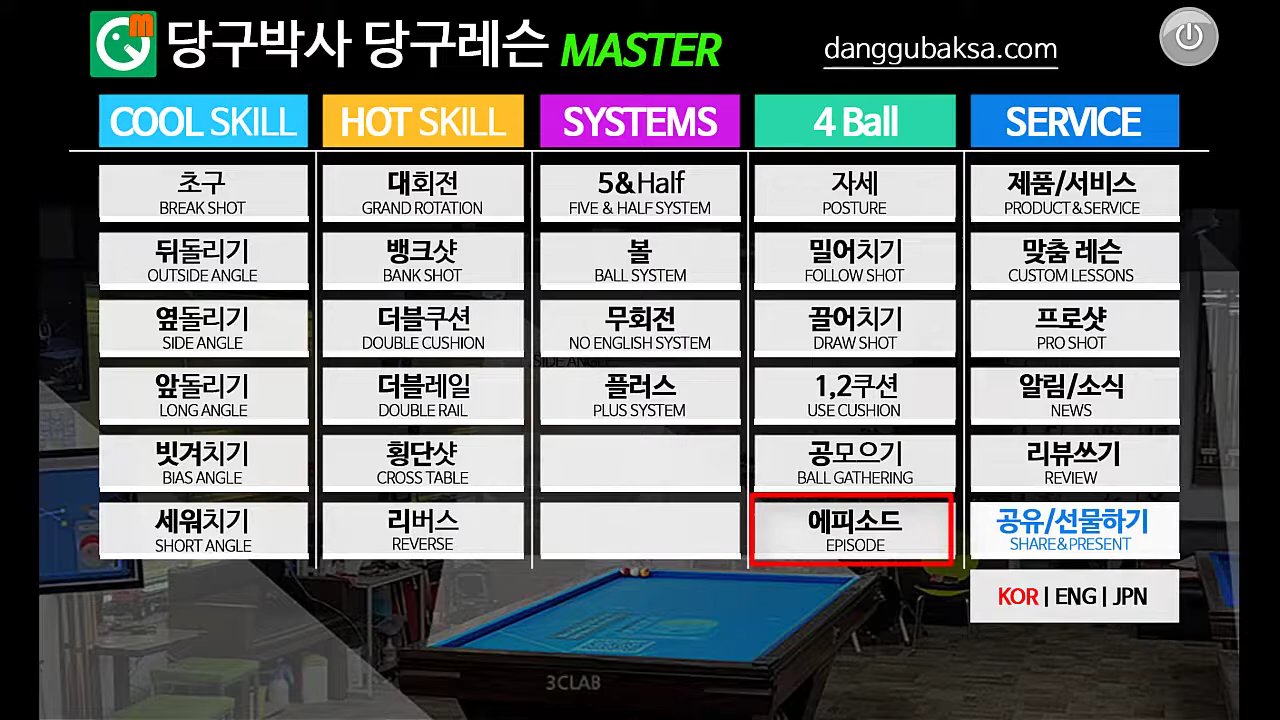 당구박사 당구레슨 MASTER
danggubaksa.com
COOL SKILL
HOT SKILL
SYSTEMS
4 Ball
SERVICE
초구
BREAK SHOT
대회전
GRAND ROTATION
5&Half
FIVE & HALF SYSTEM
자세
POSTURE
제품/서비스
PRODUCT&SERVICE
뒤돌리기
OUTSIDE ANGLE
뱅크샷
BANK SHOT
볼
BALL SYSTEM
밀어치기
FOLLOW SHOT
맞춤 레슨
CUSTOM LESSONS
옆돌리기
SIDE ANGLE
더블쿠션
DOUBLE CUSHION
무회전
NO ENGLISH SYSTEM
끌어치기
DRAW SHOT
프로샷
PRO SHOT
SIDE ANGLE
앞돌리기
LONG ANGLE
더블레일
DOUBLE RAIL
플러스
PLUS SYSTEM
1,2쿠션
USE CUSHION
알림/소식
NEWS
빗겨치기
BIAS ANGLE
횡단샷
CROSS TABLE
공모으기
BALL GATHERING
리뷰쓰기
REVIEW
세워치기
SHORT ANGLE
리버스
REVERSE
에피소드
EPISODE
공유/선물하기
SHARE&PRESENT
KOR | ENG | JPN
3CLAB